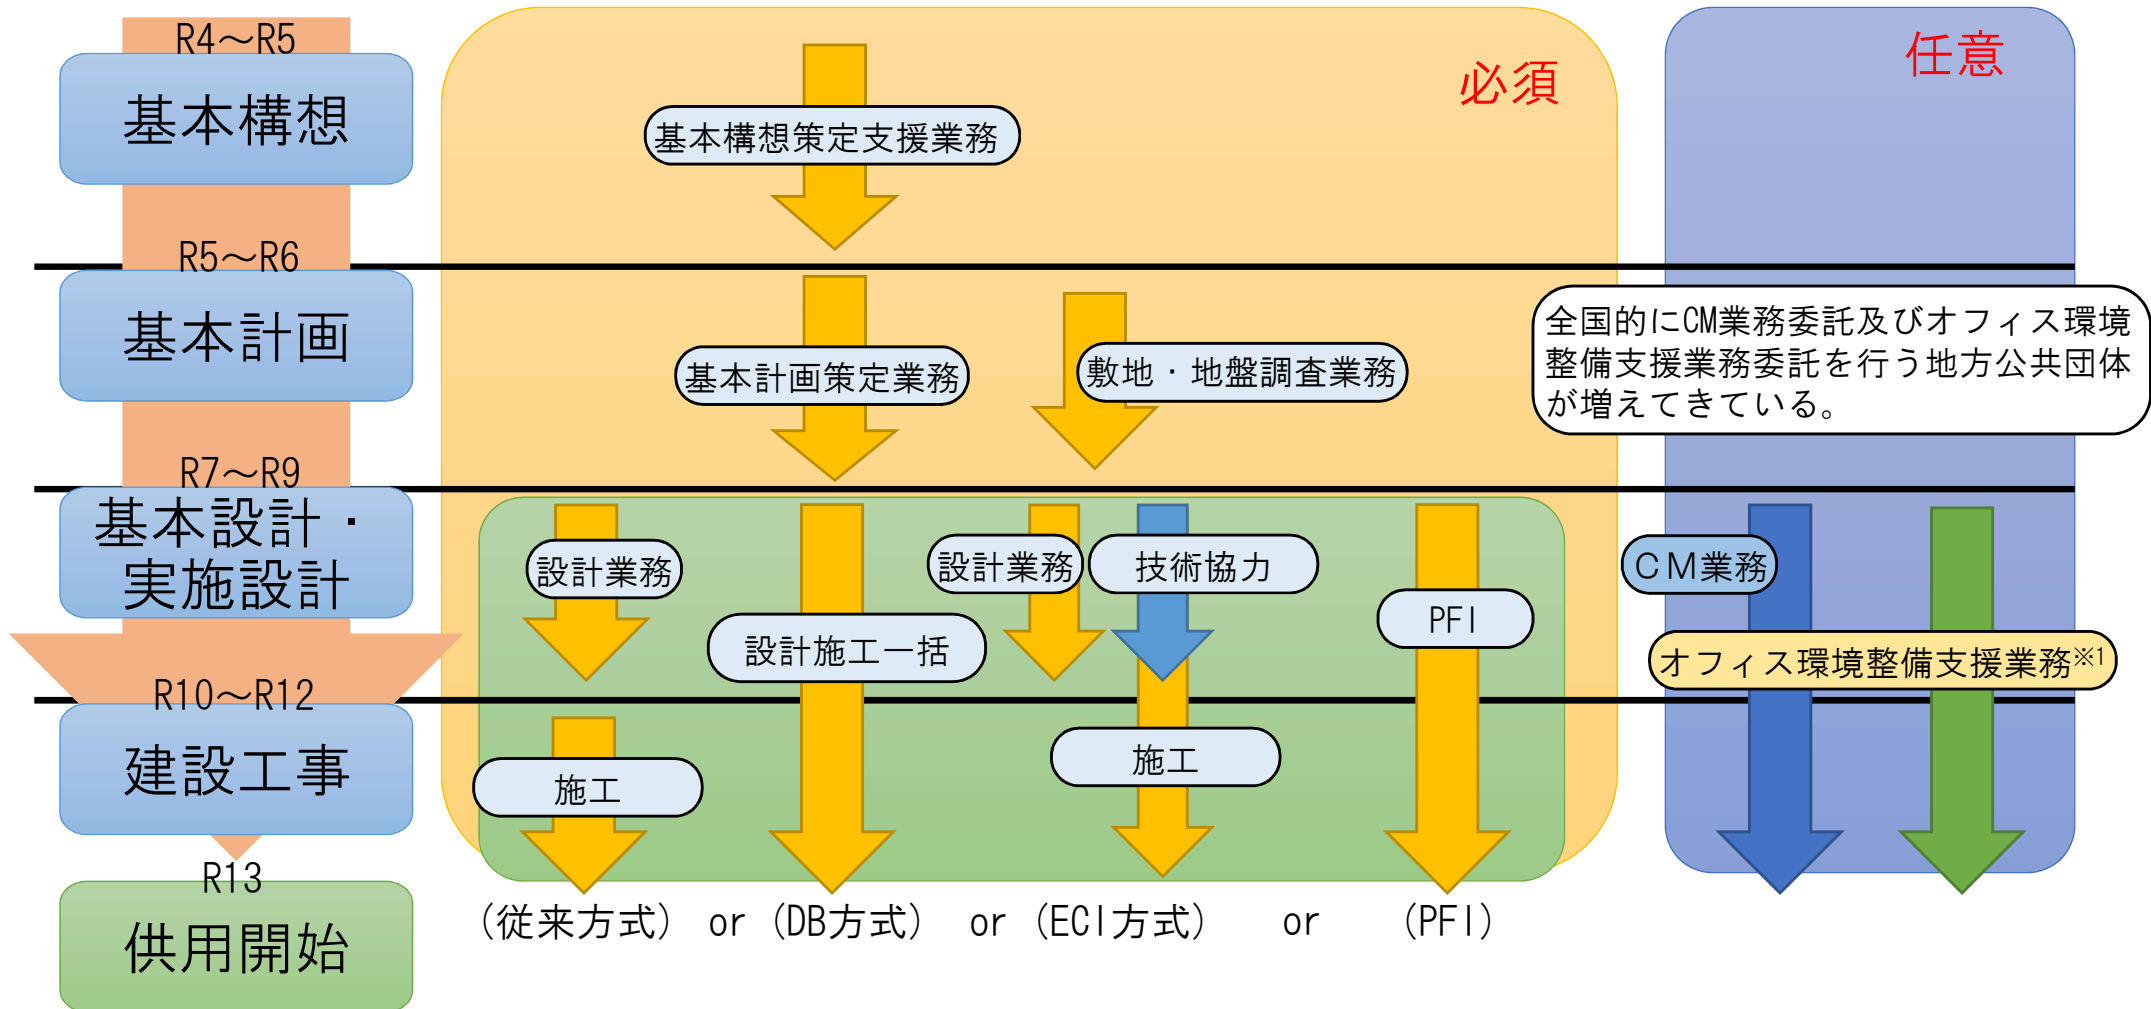 R4～R5
基本構想
R5～R6
基本計画
R7～R9
基本設計・
実施設計
R10～R12
建設工事
R13
供用開始
必須
基本構想策定支援業務
基本計画策定業務
敷地・地盤調査業務
設計業務
設計施工一括
設計業務
技術協力
PFI
施工
施工
(従来方式) or (DB方式) or (ECI方式) or (PFI)
任意
全国的にCM業務委託及びオフィス環境
整備支援業務委託を行う地方公共団体
が増えてきている。
ＣＭ業務
オフィス環境整備支援業務※1